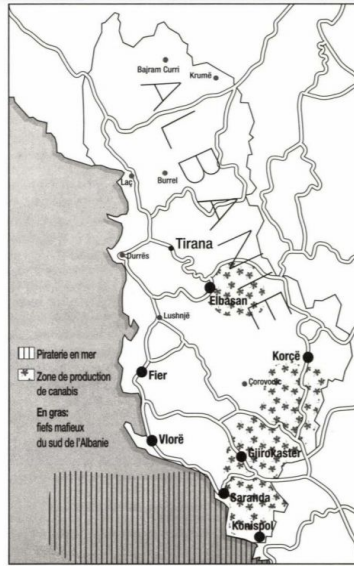 Bajram Curri
Krumë
ALBANIE
Laç
Burrel
Tirana
Durrës
Elbasan
Lushnjë
Piraterie en mer
Korçë
Zone de production
de canabis
Fier
Çorovodë
En gras:
fiefs mafieux
du sud de l'Albanie
Vlorë
Gjirokaster
Saranda
Konispol